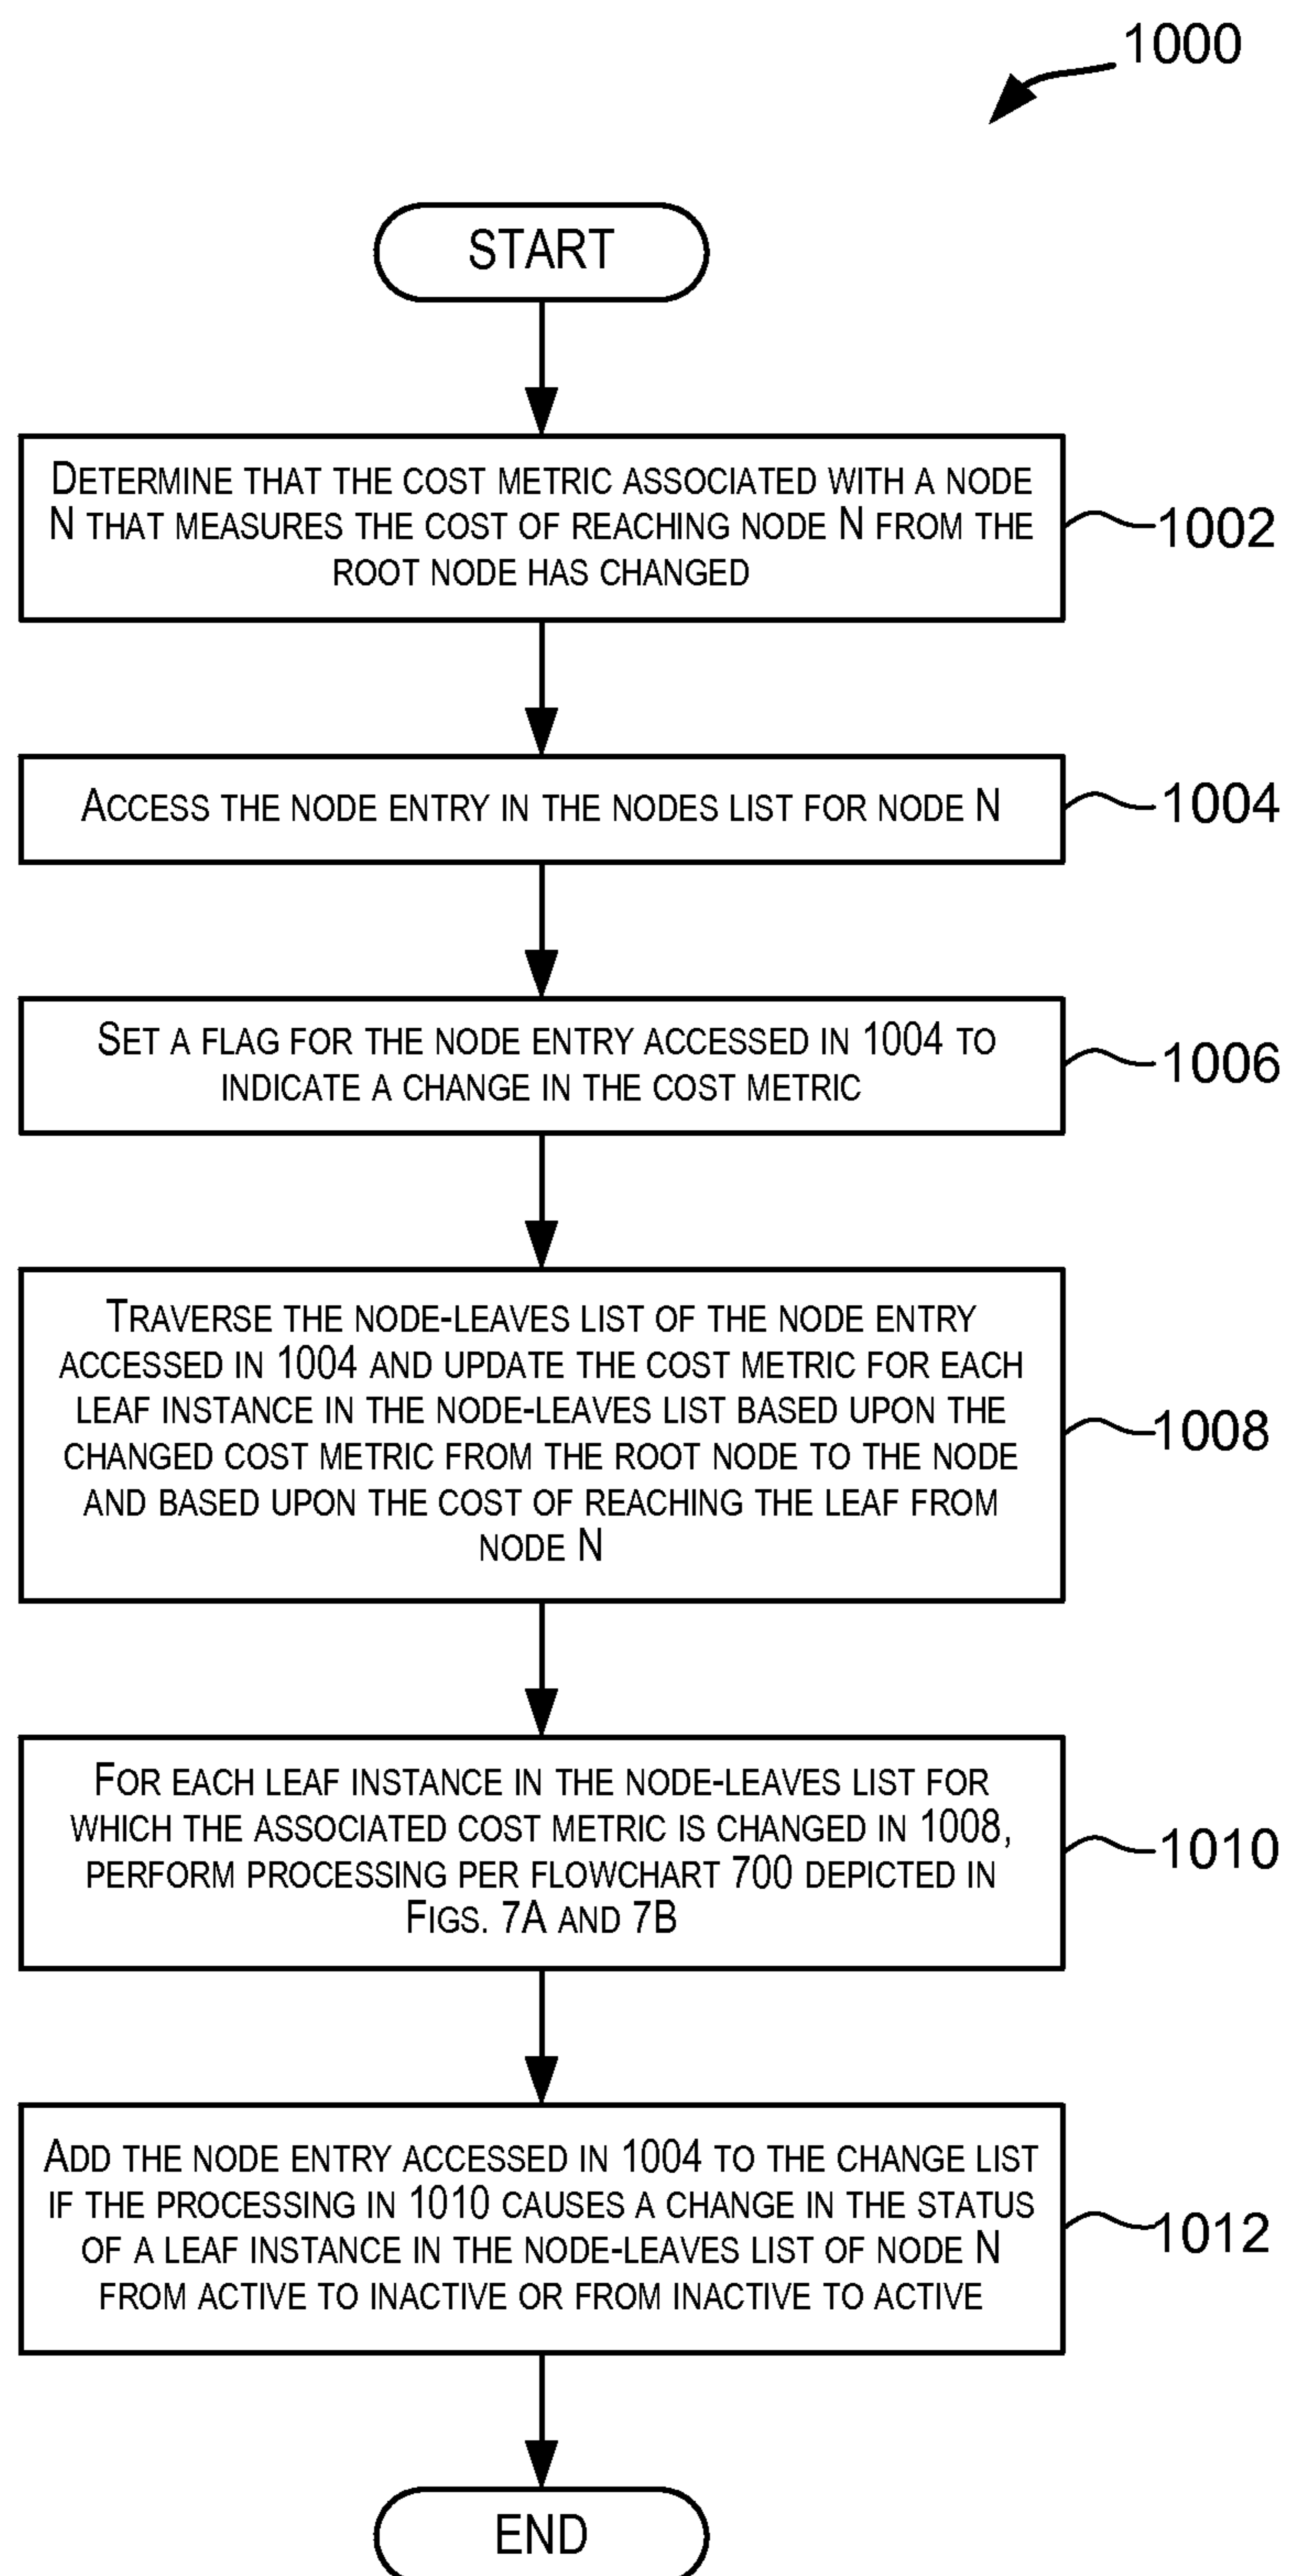 1000
START
DETERMINE THAT THE COST METRIC ASSOCIATED WITH A NODE
N THAT MEASURES THE COST OF REACHING NODE N FROM THE
ROOT NODE HAS CHANGED
1002
ACCESS THE NODE ENTRY IN THE NODES LIST FOR NODE N
1004
SET A FLAG FOR THE NODE ENTRY ACCESSED IN 1004 TO
INDICATE A CHANGE IN THE COST METRIC
1006
TRAVERSE THE NODE-LEAVES LIST OF THE NODE ENTRY
ACCESSED IN 1004 AND UPDATE THE COST METRIC FOR EACH
LEAF INSTANCE IN THE NODE-LEAVES LIST BASED UPON THE
CHANGED COST METRIC FROM THE ROOT NODE TO THE NODE
AND BASED UPON THE COST OF REACHING THE LEAF FROM
NODE N
1008
FOR EACH LEAF INSTANCE IN THE NODE-LEAVES LIST FOR
WHICH THE ASSOCIATED COST METRIC IS CHANGED IN 1008,
PERFORM PROCESSING PER FLOWCHART 700 DEPICTED IN
FIGS. 7A AND 7B
1010
ADD THE NODE ENTRY ACCESSED IN 1004 TO THE CHANGE LIST
IF THE PROCESSING IN 1010 CAUSES A CHANGE IN THE STATUS
OF A LEAF INSTANCE IN THE NODE-LEAVES LIST OF NODE N
FROM ACTIVE TO INACTIVE OR FROM INACTIVE TO ACTIVE
1012
END